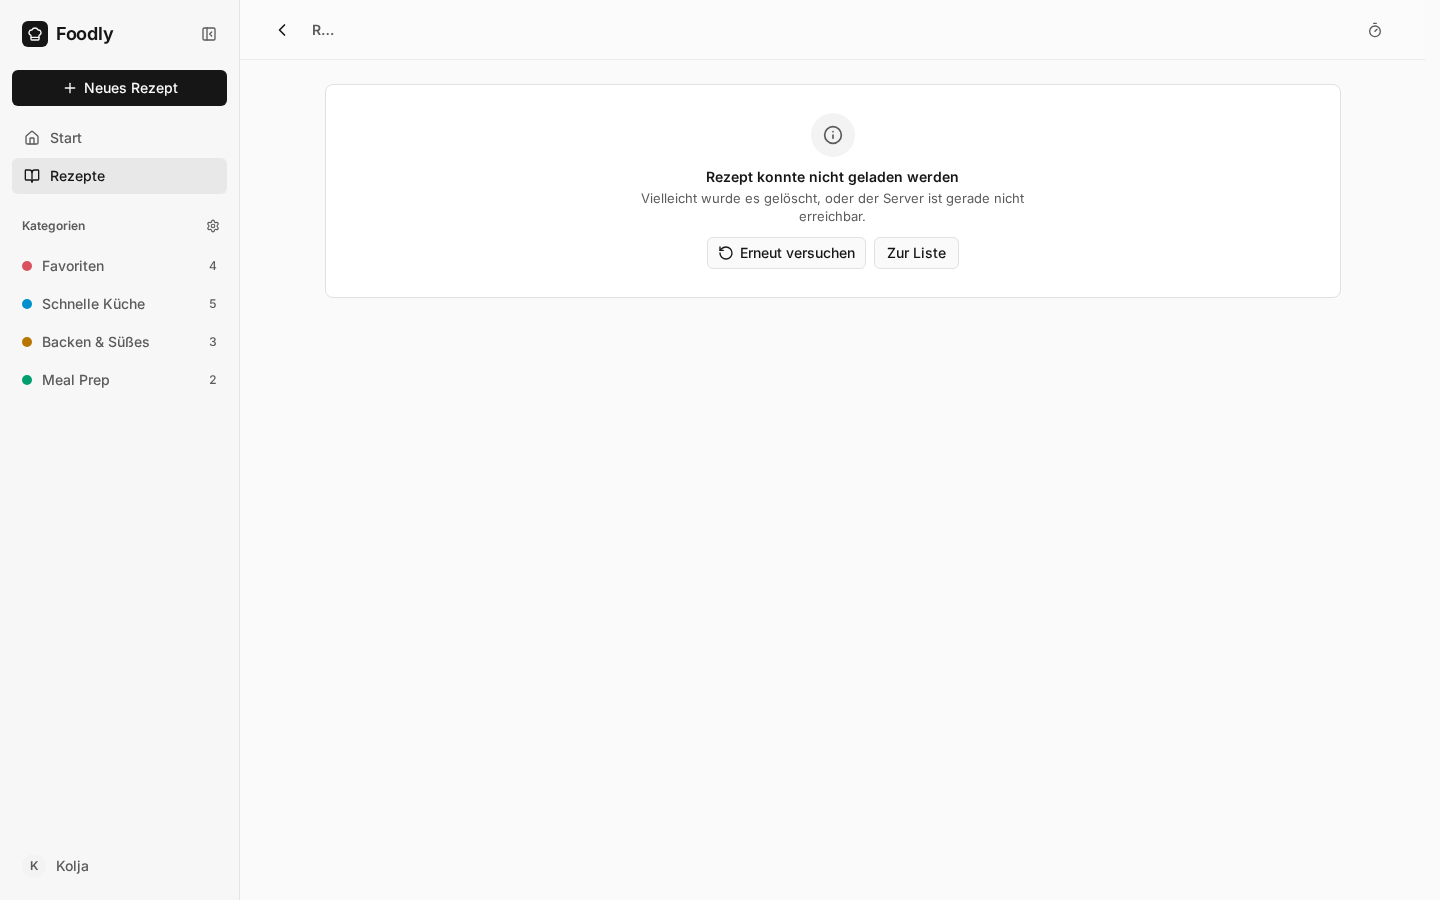 Foodly
R...
Neues Rezept
Start
Rezepte
Kategorien
Favoriten 4
Schnelle Küche 5
Backen & Süßes 3
Meal Prep 2
Rezept konnte nicht geladen werden
Vielleicht wurde es gelöscht, oder der Server ist gerade nicht
erreichbar.
Erneut versuchen
Zur Liste
K Kolja